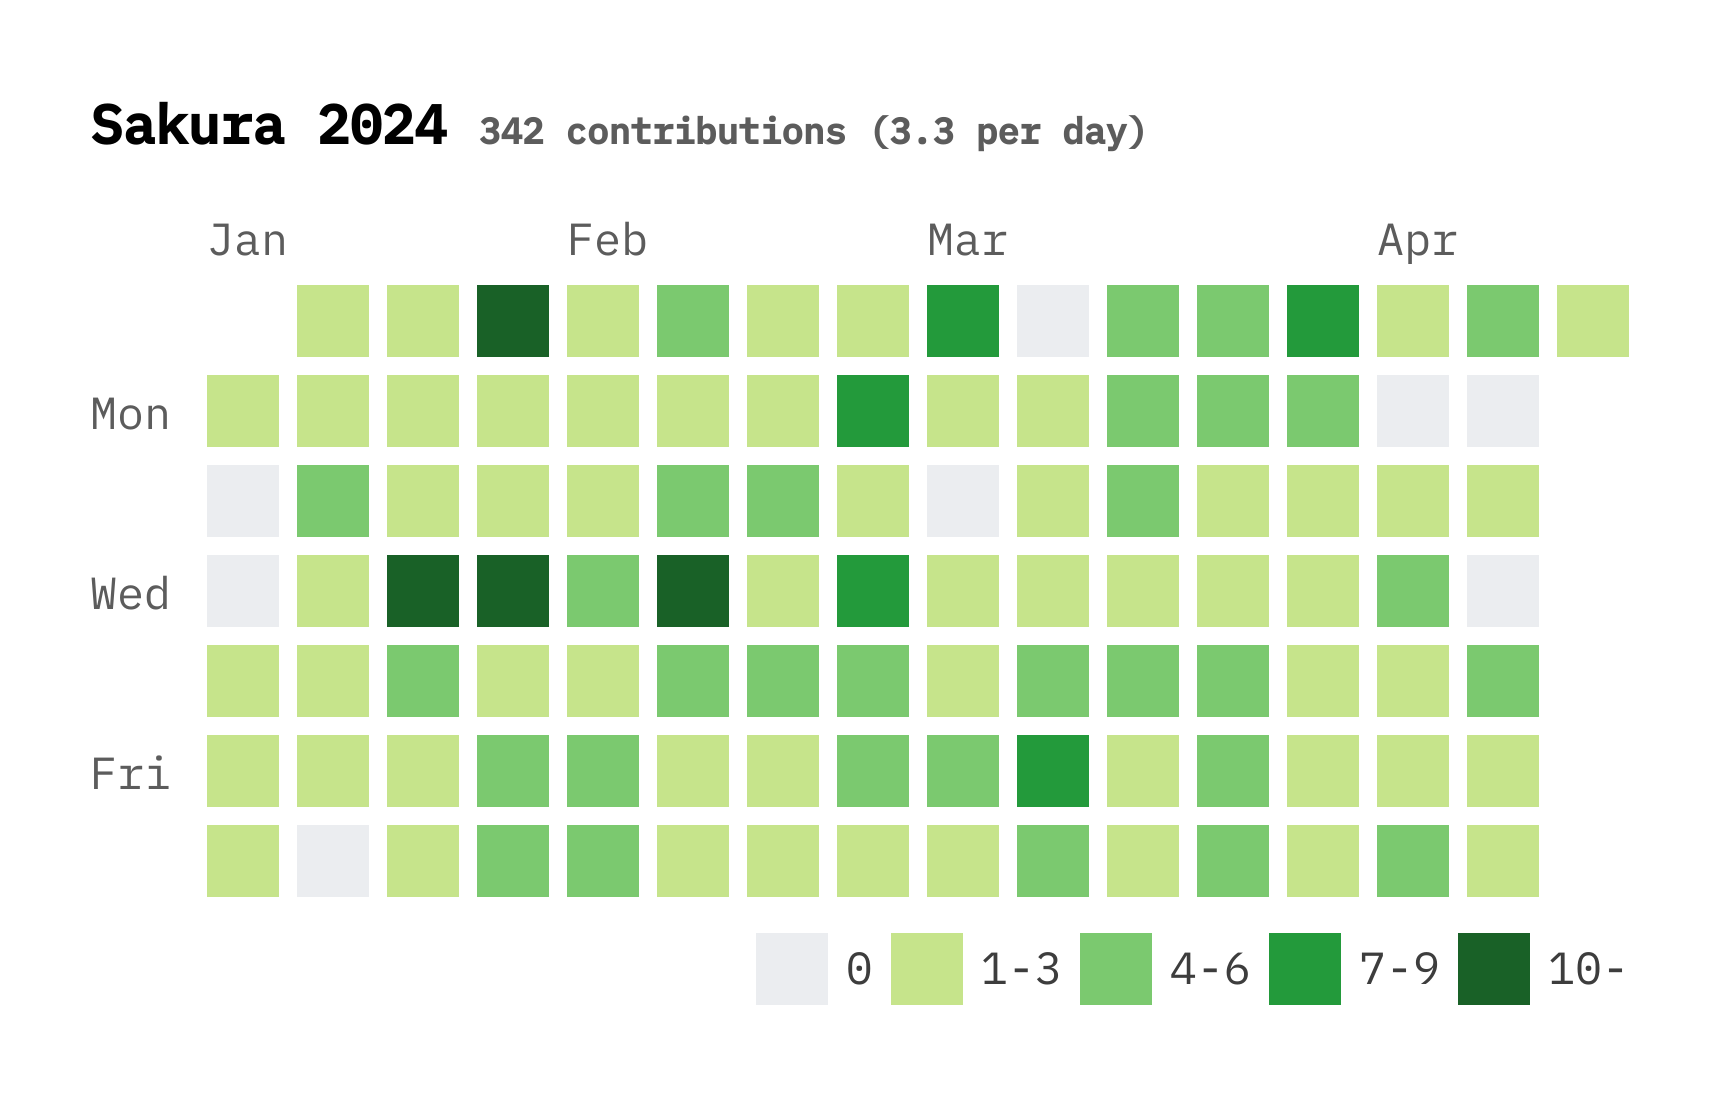 Sakura 2024 342 contributions (3.3 per day)
Jan Feb Mar Apr
Mon
Wed
Fri
0 1-3 4-6 7-9 10-